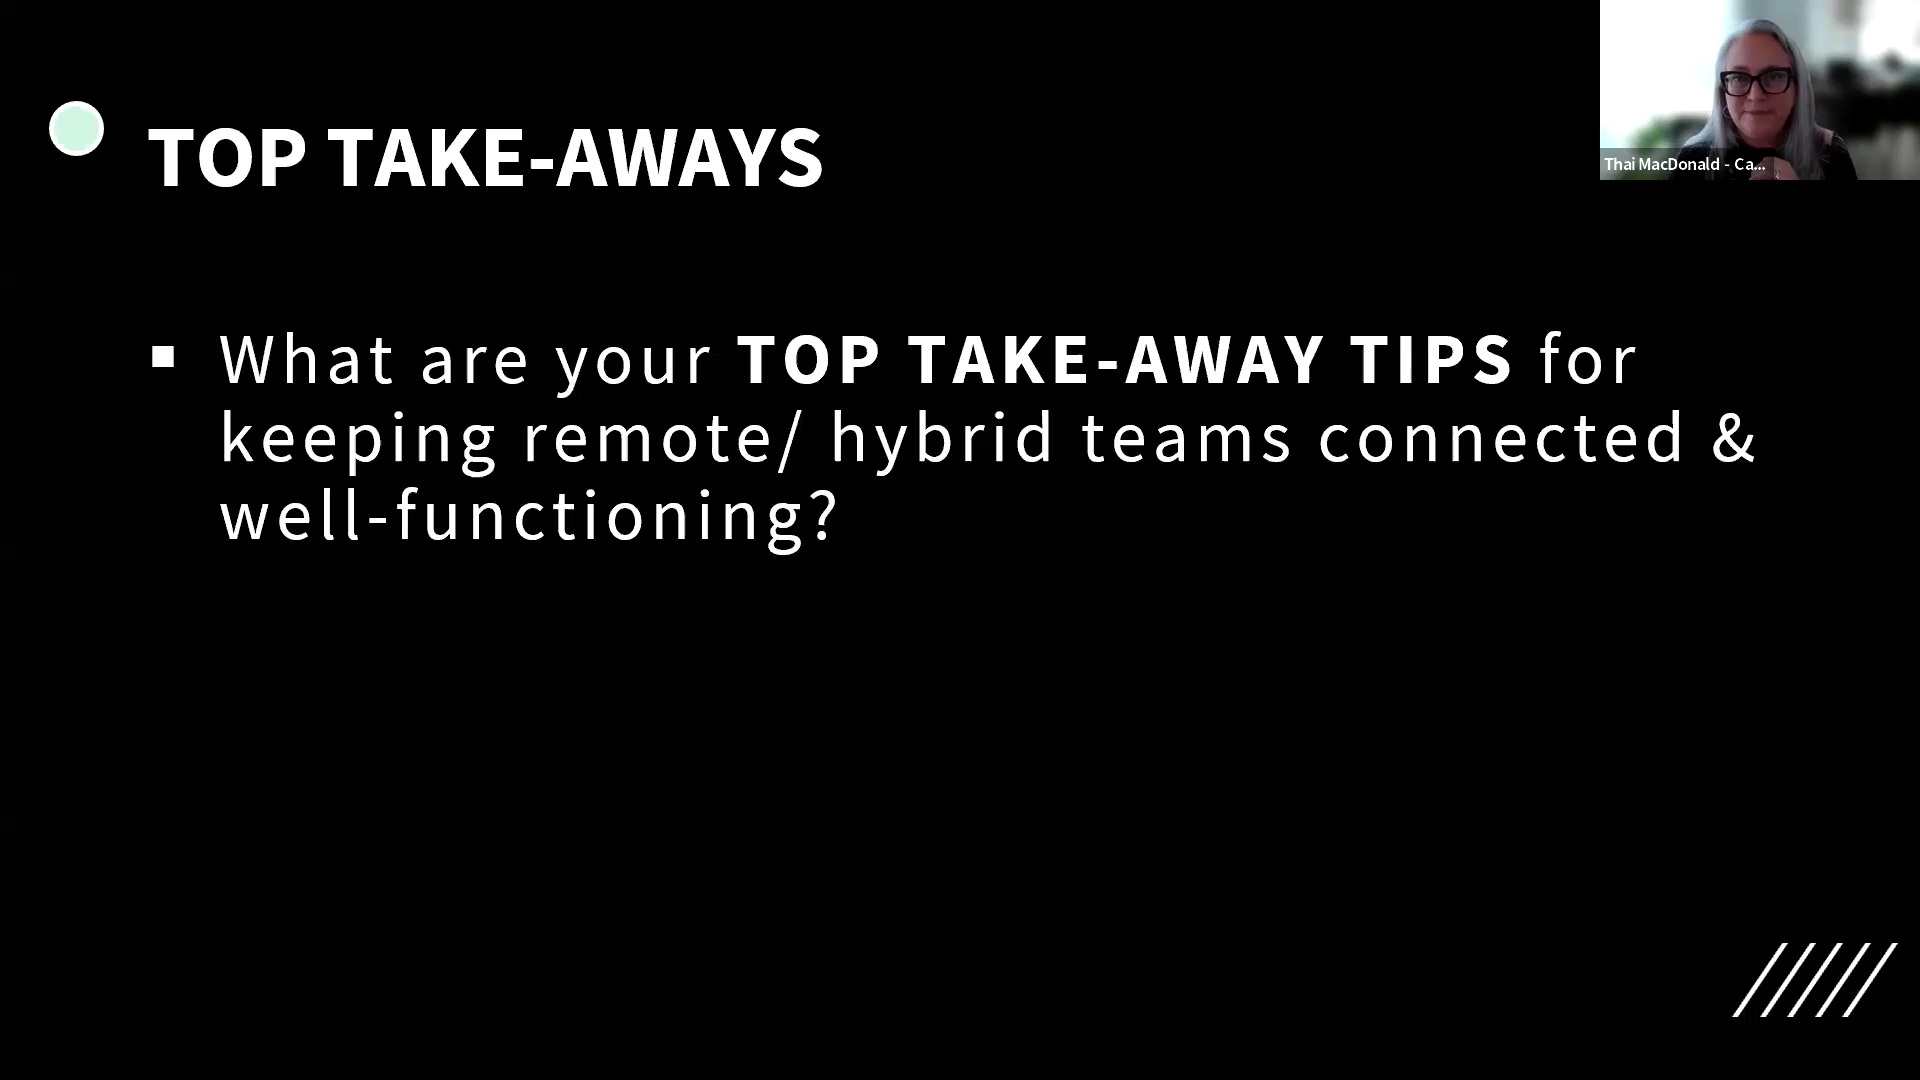 TOP TAKE-AWAYS
Thai MacDonald - Ca...
What are your TOP TAKE-AWAY TIPS for
keeping remote/ hybrid teams connected &
well-functioning?